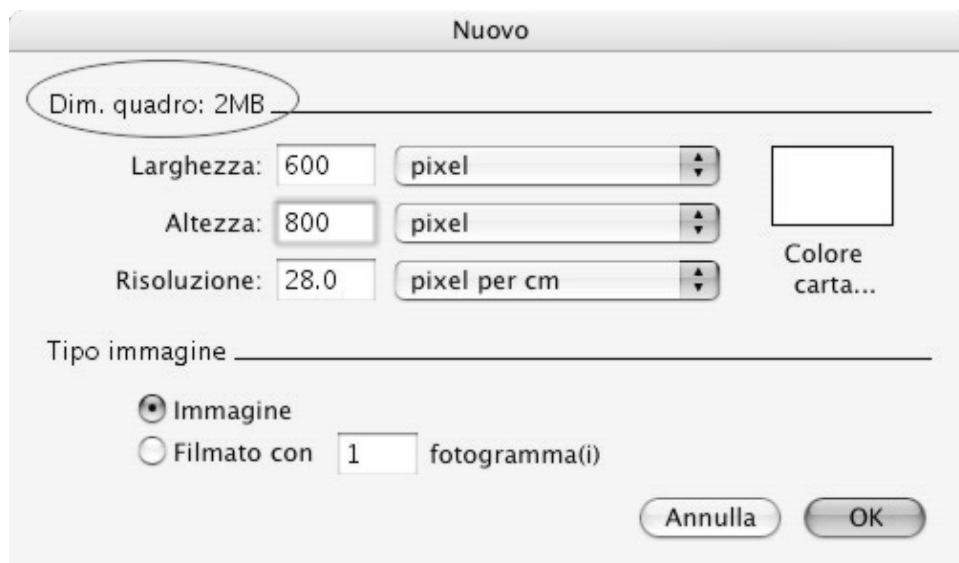 Nuovo
Dim. quadro: 2MB
Larghezza: 600 pixel
Altezza: 800 pixel
Risoluzione: 28.0 pixel per cm
Colore
carta...
Tipo immagine
Immagine
Filmato con 1 fotogramma(i)
Annulla OK